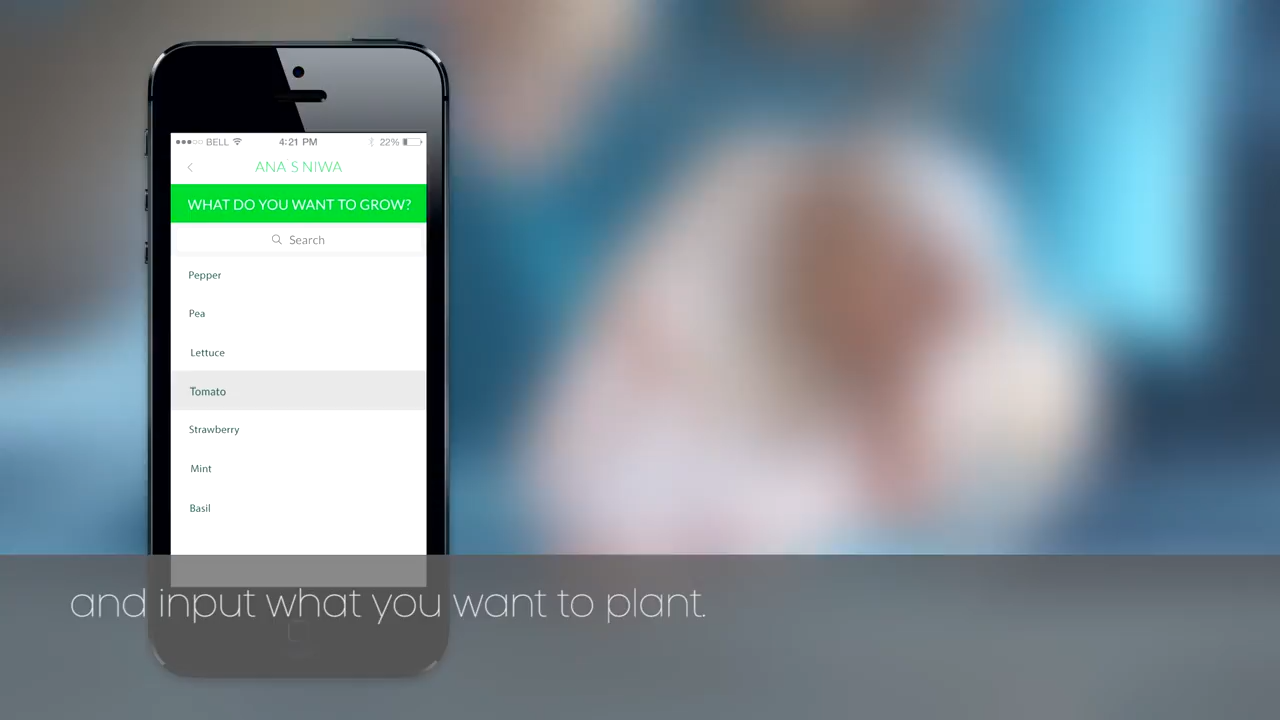 BELL 4:21 PM 22%
ANA'S NIWA
WHAT DO YOU WANT TO GROW?
Search
Pepper
Pea
Lettuce
Tomato
Strawberry
Mint
Basil
and input what you want to plant.